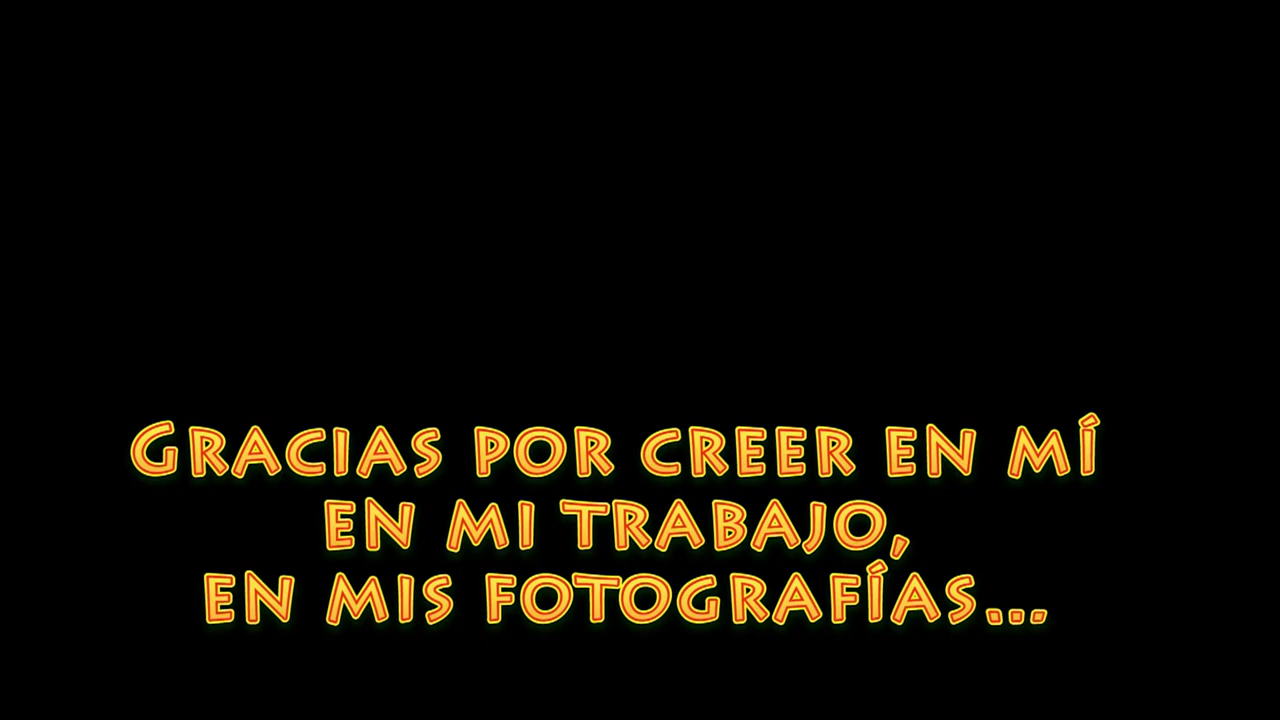 Gracias por creer en mí
en mi trabajo,
en mis fotografías...